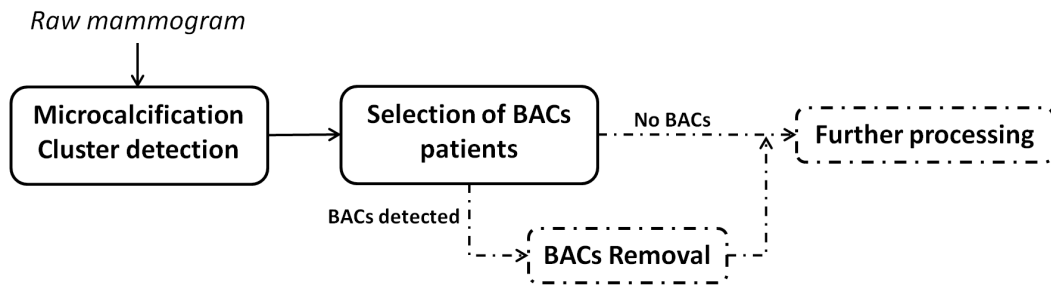 Raw mammogram
Microcalcification
Cluster detection
Selection of BACs
patients
No BACs
Further processing
BACs detected
BACs Removal